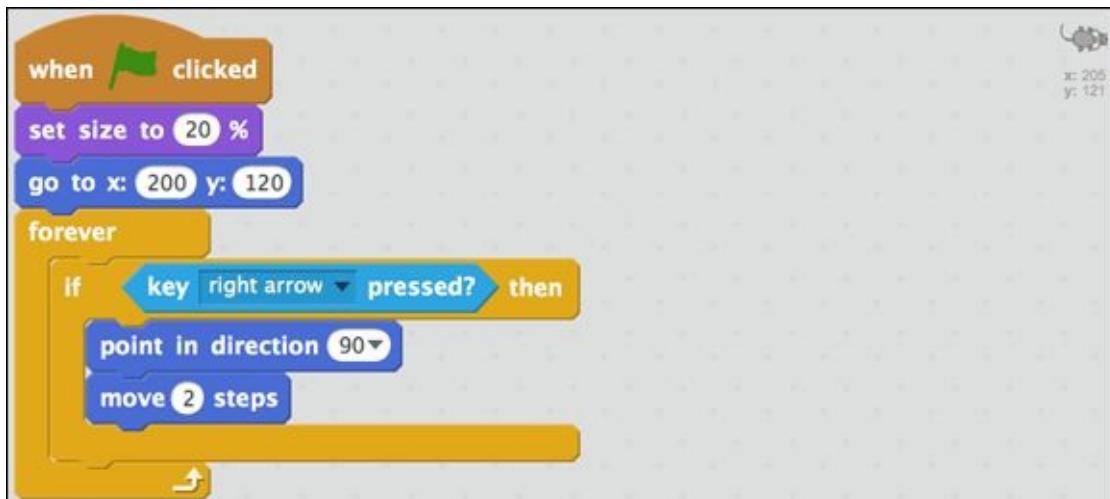 when clicked
x: 205
y: 121
set size to 20 %
go to x: 200 y: 120
forever
if key right arrow pressed? then
point in direction 90
move 2 steps